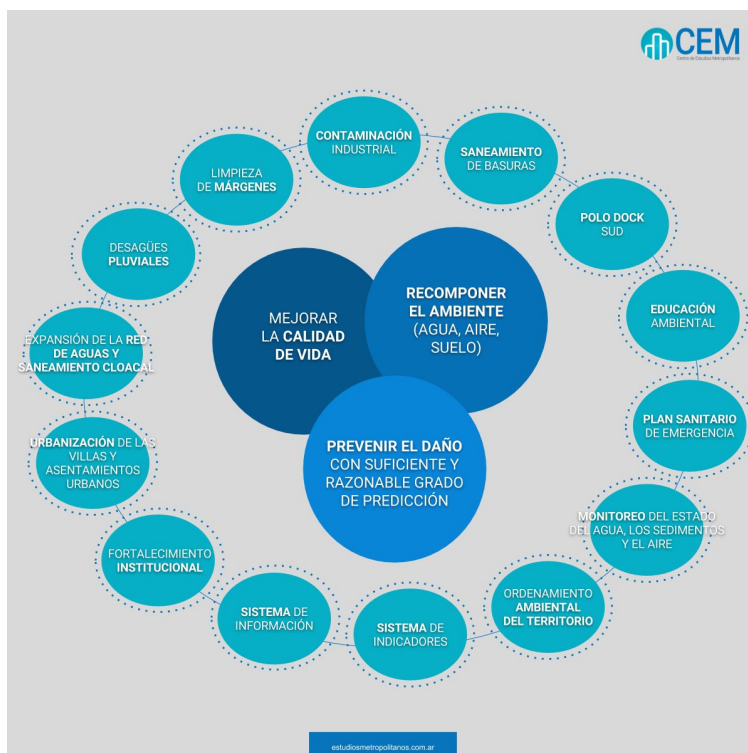 CEM
Centro de Estudios Metropolitanos
CONTAMINACIÓN
INDUSTRIAL
SANEAMIENTO
DE BASURAS
POLO DOCK
SUD
EDUCACIÓN
AMBIENTAL
PLAN SANITARIO
DE EMERGENCIA
MONITOREO DEL ESTADO
DEL AGUA, LOS SEDIMENTOS
Y EL AIRE
ORDENAMIENTO
AMBIENTAL
DEL TERRITORIO
SISTEMA DE
INDICADORES
SISTEMA DE
INFORMACIÓN
FORTALECIMIENTO
INSTITUCIONAL
URBANIZACIÓN DE LAS
VILLAS Y
ASENTAMIENTOS
URBANOS
EXPANSIÓN DE LA RED
DE AGUAS Y
SANEAMIENTO CLOACAL
DESAGÜES
PLUVIALES
LIMPIEZA
DE MÁRGENES
MEJORAR
LA CALIDAD
DE VIDA
RECOMPONER
EL AMBIENTE
(AGUA, AIRE,
SUELO)
PREVENIR EL DAÑO
CON SUFICIENTE Y
RAZONABLE GRADO
DE PREDICCIÓN
estudiosmetropolitanos.com.ar